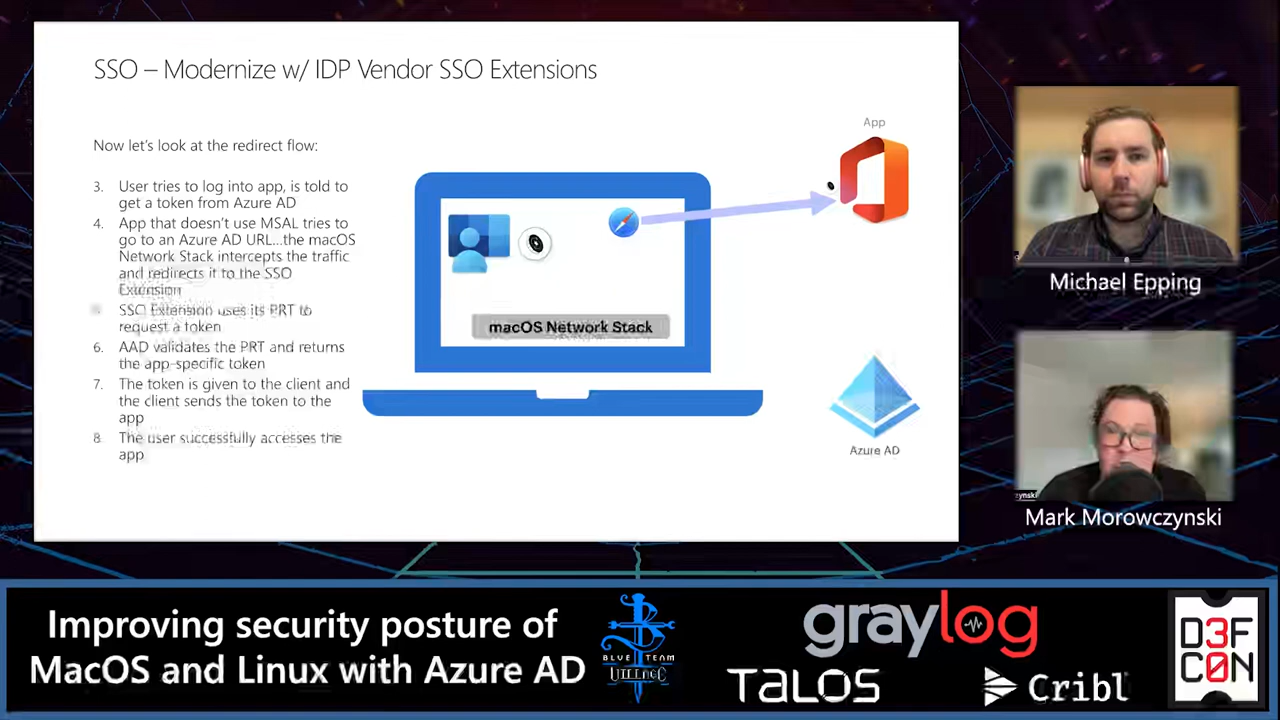 SSO – Modernize w/ IDP Vendor SSO Extensions
Now let's look at the redirect flow:
3. User tries to log into app, is told to
get a token from Azure AD
4. App that doesn't use MSAL tries to
go to an Azure AD URL...the macOS
Network Stack intercepts the traffic
and redirects it to the SSO
Extension
SSO Extension uses its PRT to
request a token
6. AAD validates the PRT and returns
the app-specific token
7. The token is given to the client and
the client sends the token to the
app
8. The user successfully accesses the
app
macOS Network Stack
App
Azure AD
Michael Epping
zynski
Mark Morowczynski
Improving security posture of
MacOS and Linux with Azure AD
BLUE TEAM
VILLAGE
graylog
TALOS
Cribl
D3F
C0N